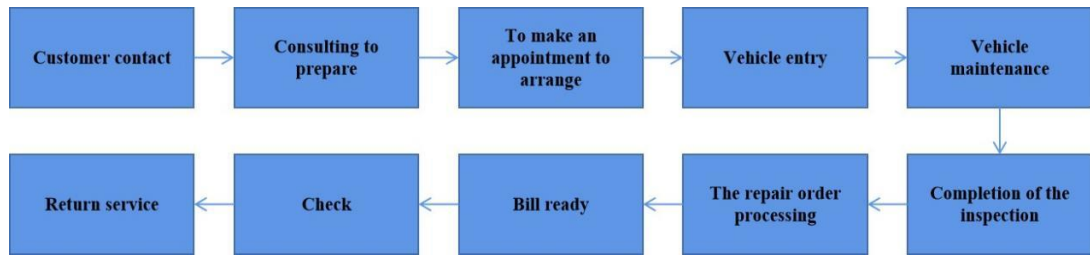 Customer contact
Consulting to
prepare
To make an
appointment to
arrange
Vehicle entry
Vehicle
maintenance
Return service
Check
Bill ready
The repair order
processing
Completion of the
inspection